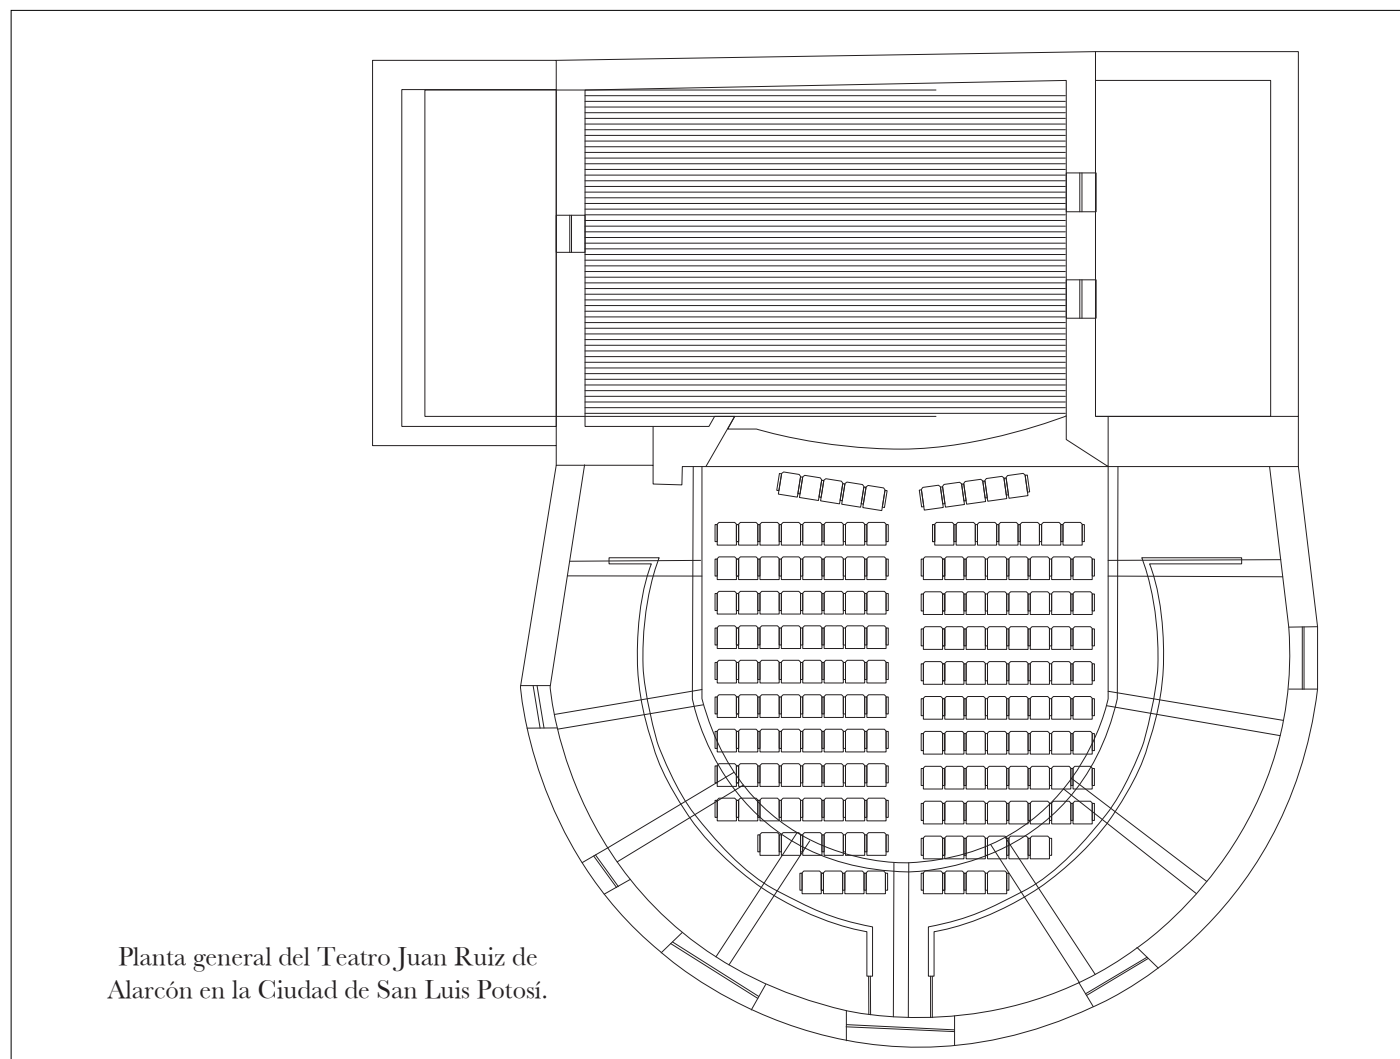 Planta general del Teatro Juan Ruiz de
Alarcón en la Ciudad de San Luis Potosí.